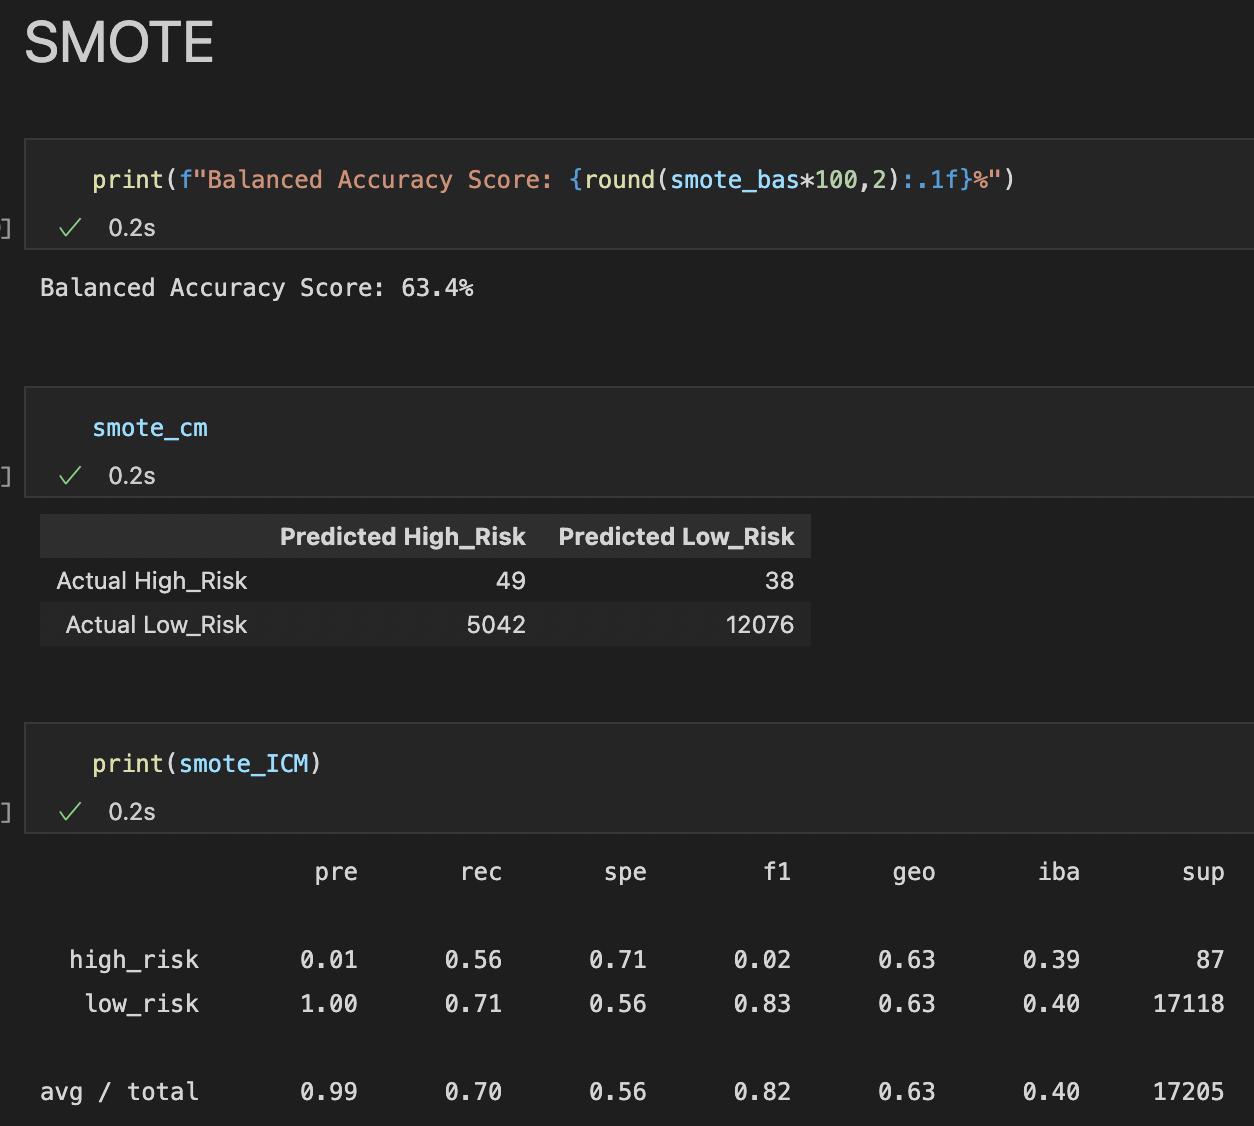 SMOTE
print(f"Balanced Accuracy Score: {round(smote_bas*100,2):.1f}%")
] ✓ 0.2s
Balanced Accuracy Score: 63.4%
smote_cm
] ✓ 0.2s
Predicted High_Risk Predicted Low_Risk
Actual High_Risk 49 38
Actual Low_Risk 5042 12076
print(smote_ICM)
] ✓ 0.2s
pre rec spe f1 geo iba sup
high_risk 0.01 0.56 0.71 0.02 0.63 0.39 87
low_risk 1.00 0.71 0.56 0.83 0.63 0.40 17118
avg / total 0.99 0.70 0.56 0.82 0.63 0.40 17205